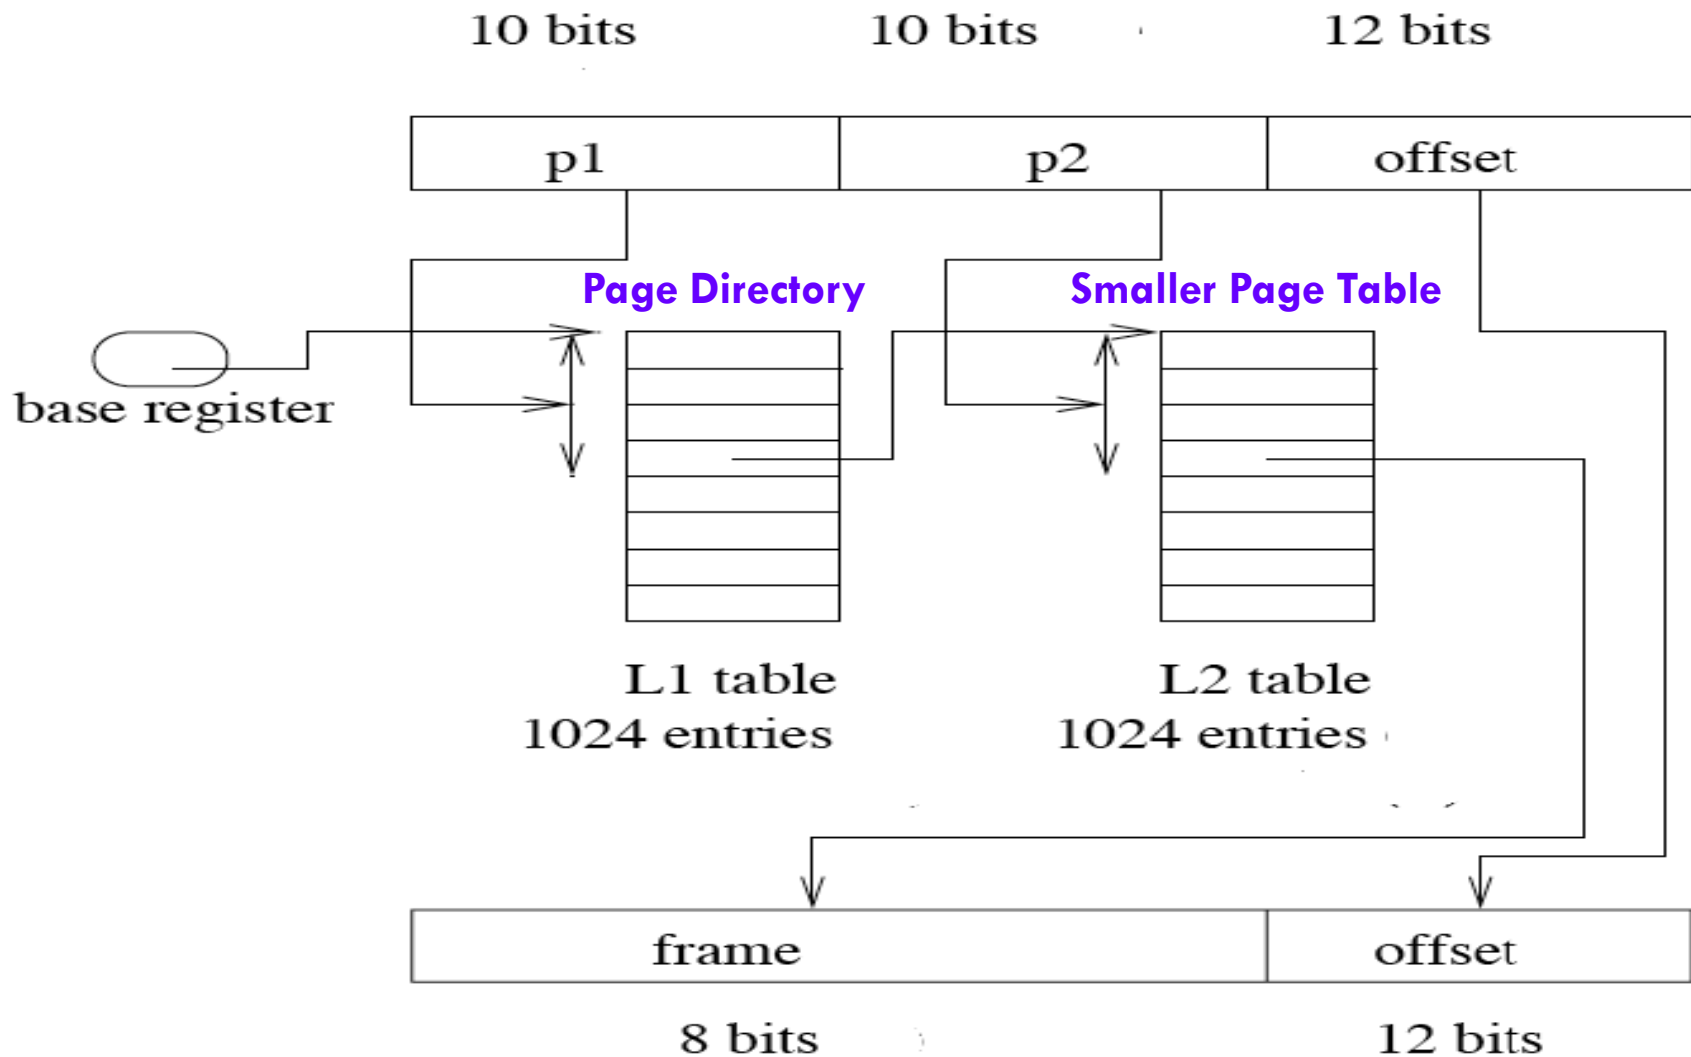 10 bits 10 bits 12 bits
p1 p2 offset
Page Directory Smaller Page Table
base register
L1 table L2 table
1024 entries 1024 entries
frame offset
8 bits 12 bits